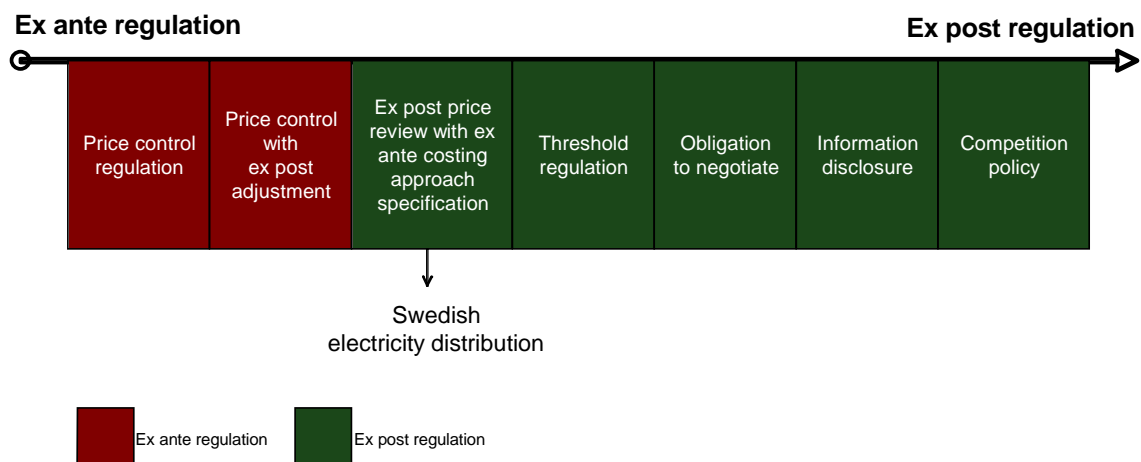 Ex ante regulation
Ex post regulation
Price control
regulation
Price control
with
ex post
adjustment
Ex post price
review with ex
ante costing
approach
specification
Threshold
regulation
Obligation
to negotiate
Information
disclosure
Competition
policy
Swedish
electricity distribution
Ex ante regulation
Ex post regulation